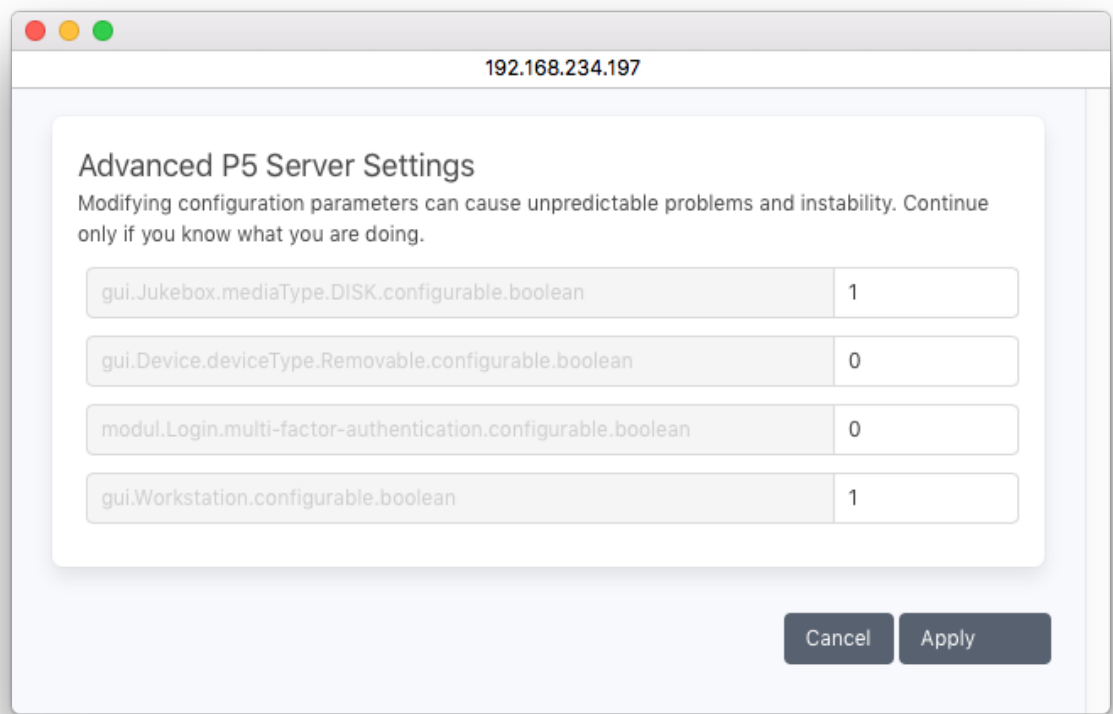 192.168.234.197
Advanced P5 Server Settings
Modifying configuration parameters can cause unpredictable problems and instability. Continue
only if you know what you are doing.
gui.Jukebox.mediaType.DISK.configurable.boolean 1
gui.Device.deviceType.Removable.configurable.boolean 0
modul.Login.multi-factor-authentication.configurable.boolean 0
gui.Workstation.configurable.boolean 1
Cancel Apply